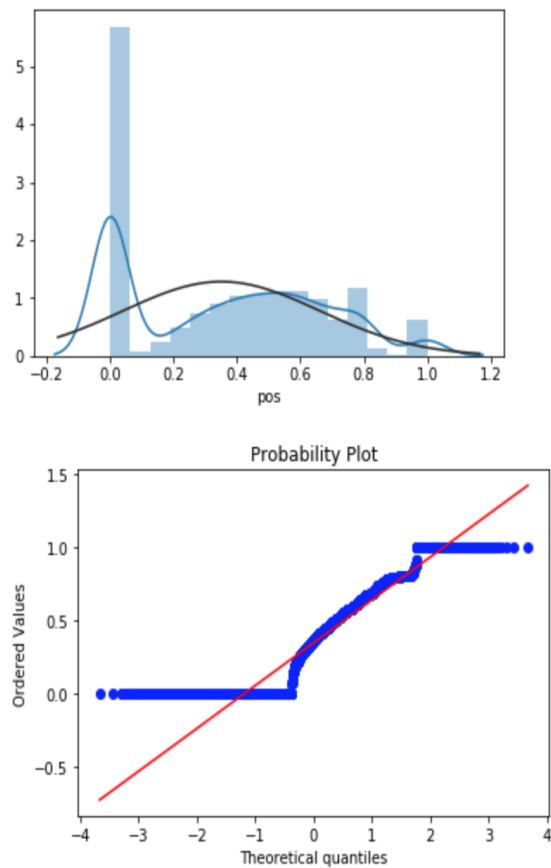 5
4
3
2
1
0
−0.2 0.0 0.2 0.4 0.6 0.8 1.0 1.2
pos
Probability Plot
1.5
1.0
0.5
0.0
−0.5
Ordered Values
−4 −3 −2 −1 0 1 2 3 4
Theoretical quantiles